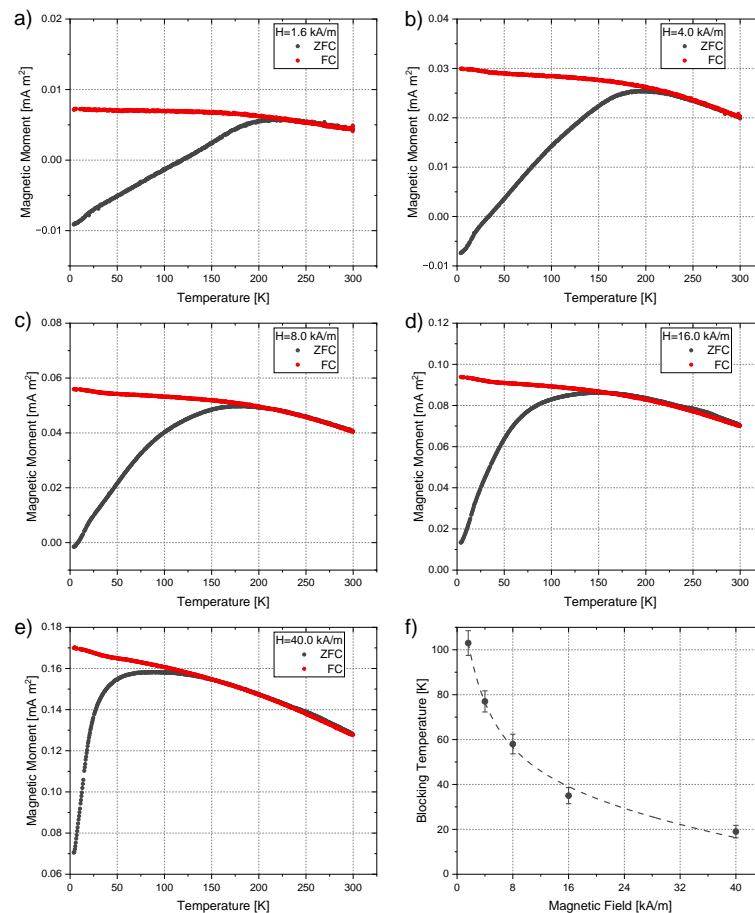 a)
H=1.6 kA/m
ZFC
FC
0.02
0.01
0.00
−0.01
Magnetic Moment [mA m²]
0 50 100 150 200 250 300
Temperature [K]
b)
H=4.0 kA/m
ZFC
FC
0.04
0.03
0.02
0.01
0.00
−0.01
Magnetic Moment [mA m²]
0 50 100 150 200 250 300
Temperature [K]
c)
H=8.0 kA/m
ZFC
FC
0.08
0.06
0.04
0.02
0.00
Magnetic Moment [mA m²]
0 50 100 150 200 250 300
Temperature [K]
d)
H=16.0 kA/m
ZFC
FC
0.12
0.10
0.08
0.06
0.04
0.02
0.00
Magnetic Moment [mA m²]
0 50 100 150 200 250 300
Temperature [K]
e)
H=40.0 kA/m
ZFC
FC
0.18
0.16
0.14
0.12
0.10
0.08
0.06
Magnetic Moment [mA m²]
0 50 100 150 200 250 300
Temperature [K]
f)
100
80
60
40
20
0
Blocking Temperature [K]
0 8 16 24 32 40
Magnetic Field [kA/m]